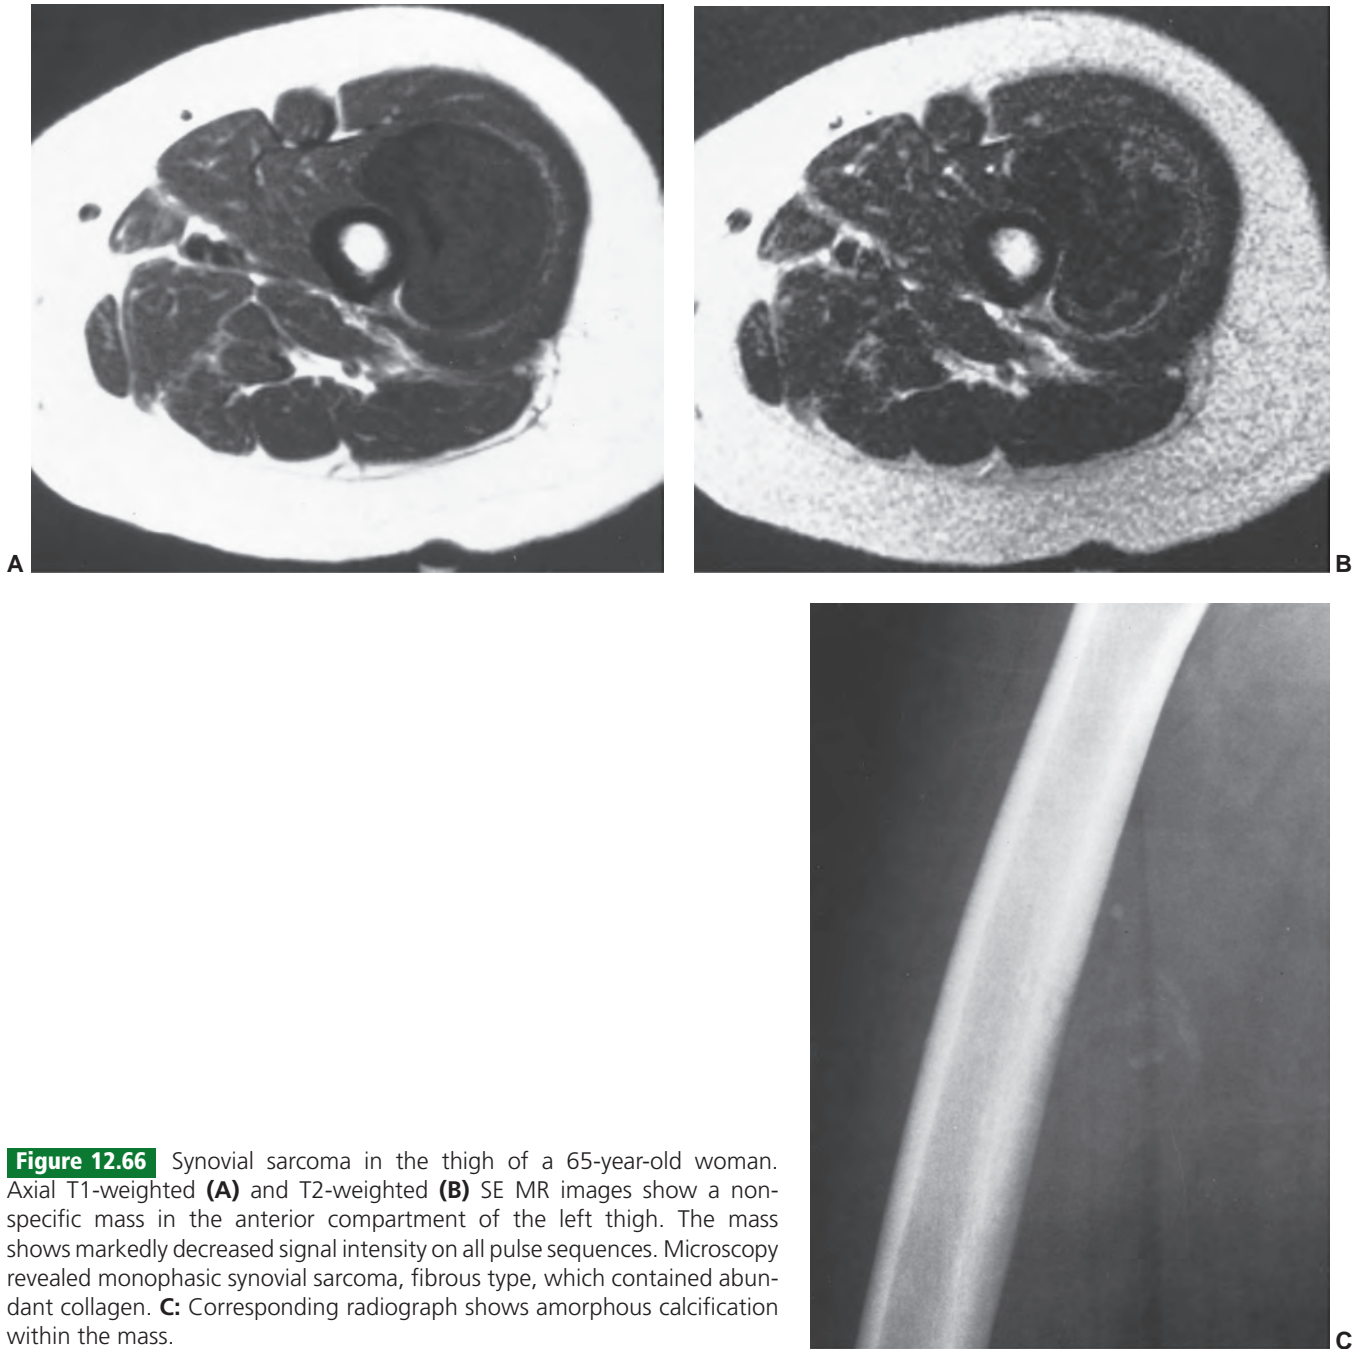 A
B
Figure 12.66 Synovial sarcoma in the thigh of a 65-year-old woman.
Axial T1-weighted (A) and T2-weighted (B) SE MR images show a non-
specific mass in the anterior compartment of the left thigh. The mass
shows markedly decreased signal intensity on all pulse sequences. Microscopy
revealed monophasic synovial sarcoma, fibrous type, which contained abun-
dant collagen. C: Corresponding radiograph shows amorphous calcification
within the mass.
C